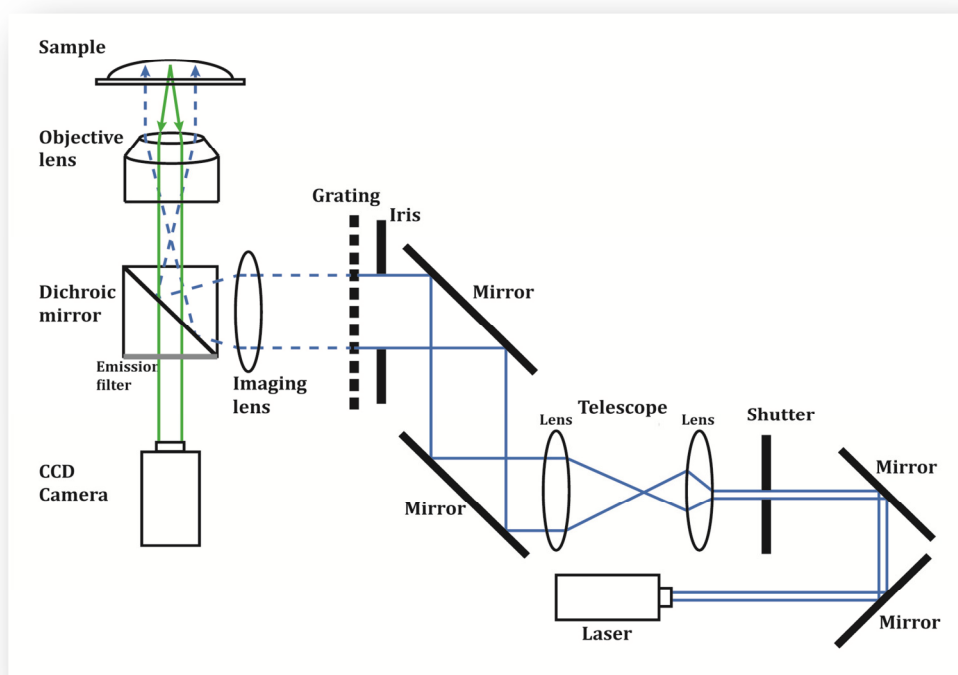 Sample
Objective
lens
Grating
Iris
Dichroic
mirror
Mirror
Emission
filter
Imaging
lens
Telescope
Lens
Lens
Shutter
CCD
Camera
Mirror
Mirror
Laser
Mirror